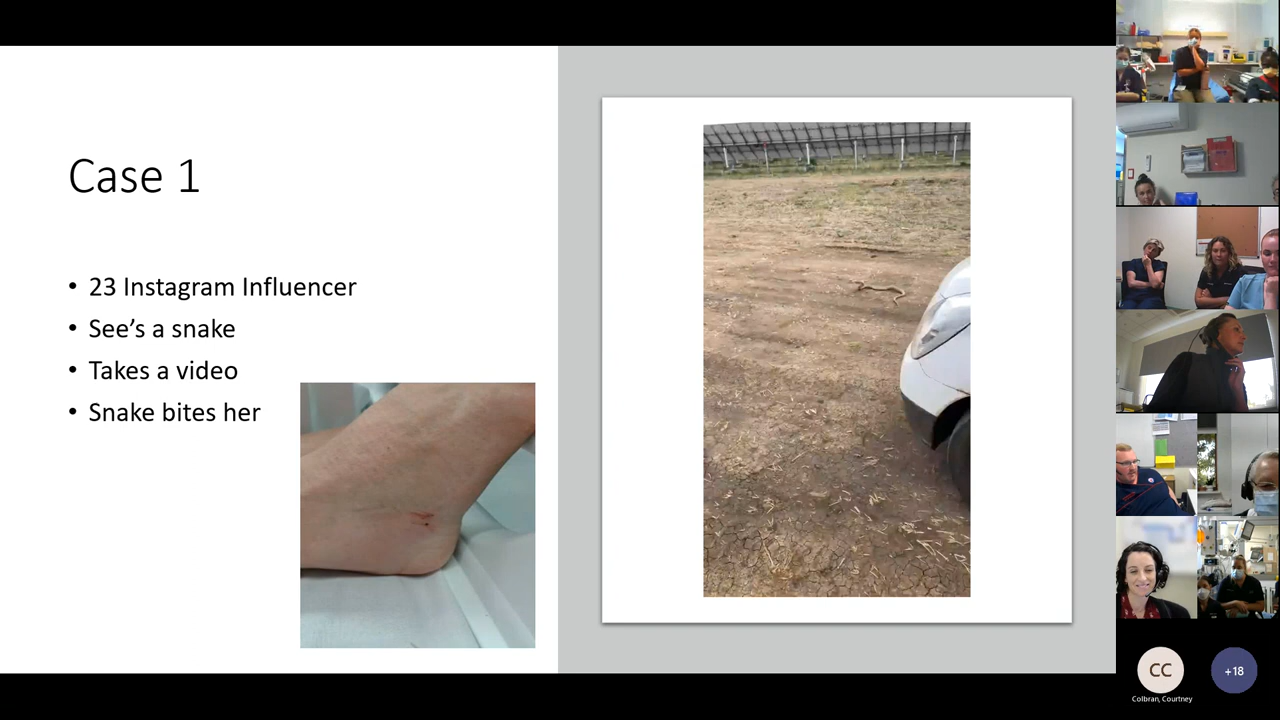 Case 1
• 23 Instagram Influencer
• See’s a snake
• Takes a video
• Snake bites her
CC
+18
Colbran, Courtney